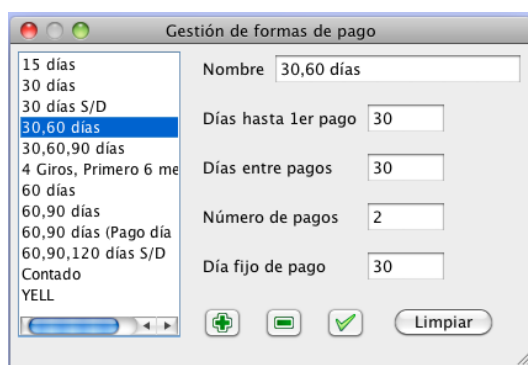 Gestión de formas de pago
15 días
30 días
30 días S/D
30,60 días
30,60,90 días
4 Giros, Primero 6 me
60 días
60,90 días
60,90 días (Pago día
60,90,120 días S/D
Contado
YELL
Nombre 30,60 días
Días hasta 1er pago 30
Días entre pagos 30
Número de pagos 2
Día fijo de pago 30
Limpiar